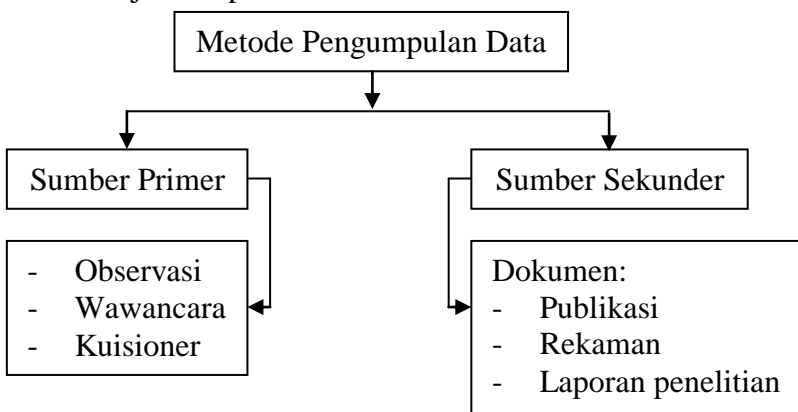 Metode Pengumpulan Data
Sumber Primer
Sumber Sekunder
- Observasi
- Wawancara
- Kuisioner
Dokumen:
- Publikasi
- Rekaman
- Laporan penelitian